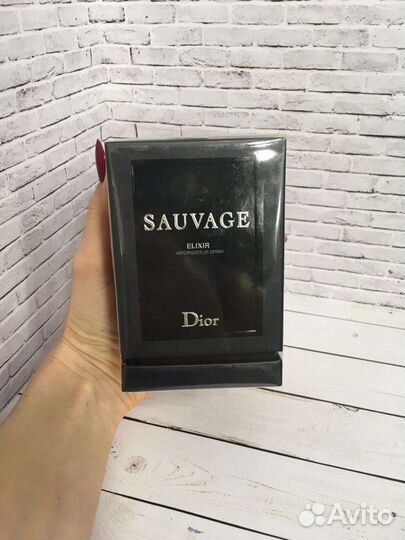 SAUVAGE
ELIXIR
VAPORISATEUR SPRAY
Dior
Avito